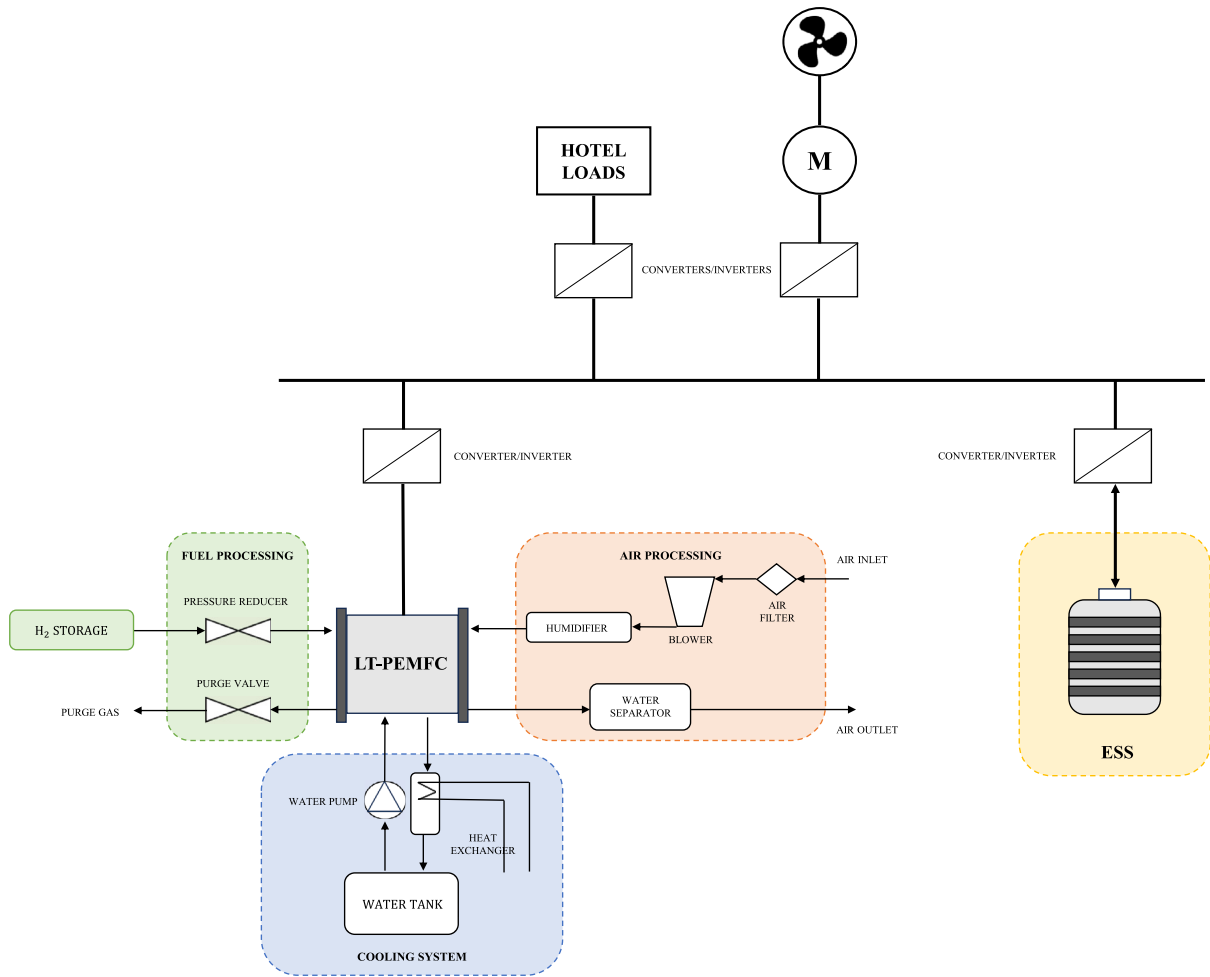 HOTEL
LOADS
M
CONVERTERS/INVERTERS
CONVERTER/INVERTER
CONVERTER/INVERTER
FUEL PROCESSING
PRESSURE REDUCER
H₂ STORAGE
PURGE VALVE
PURGE GAS
LT-PEMFC
AIR PROCESSING
AIR INLET
AIR
FILTER
BLOWER
HUMIDIFIER
WATER
SEPARATOR
AIR OUTLET
ESS
WATER PUMP
HEAT
EXCHANGER
WATER TANK
COOLING SYSTEM